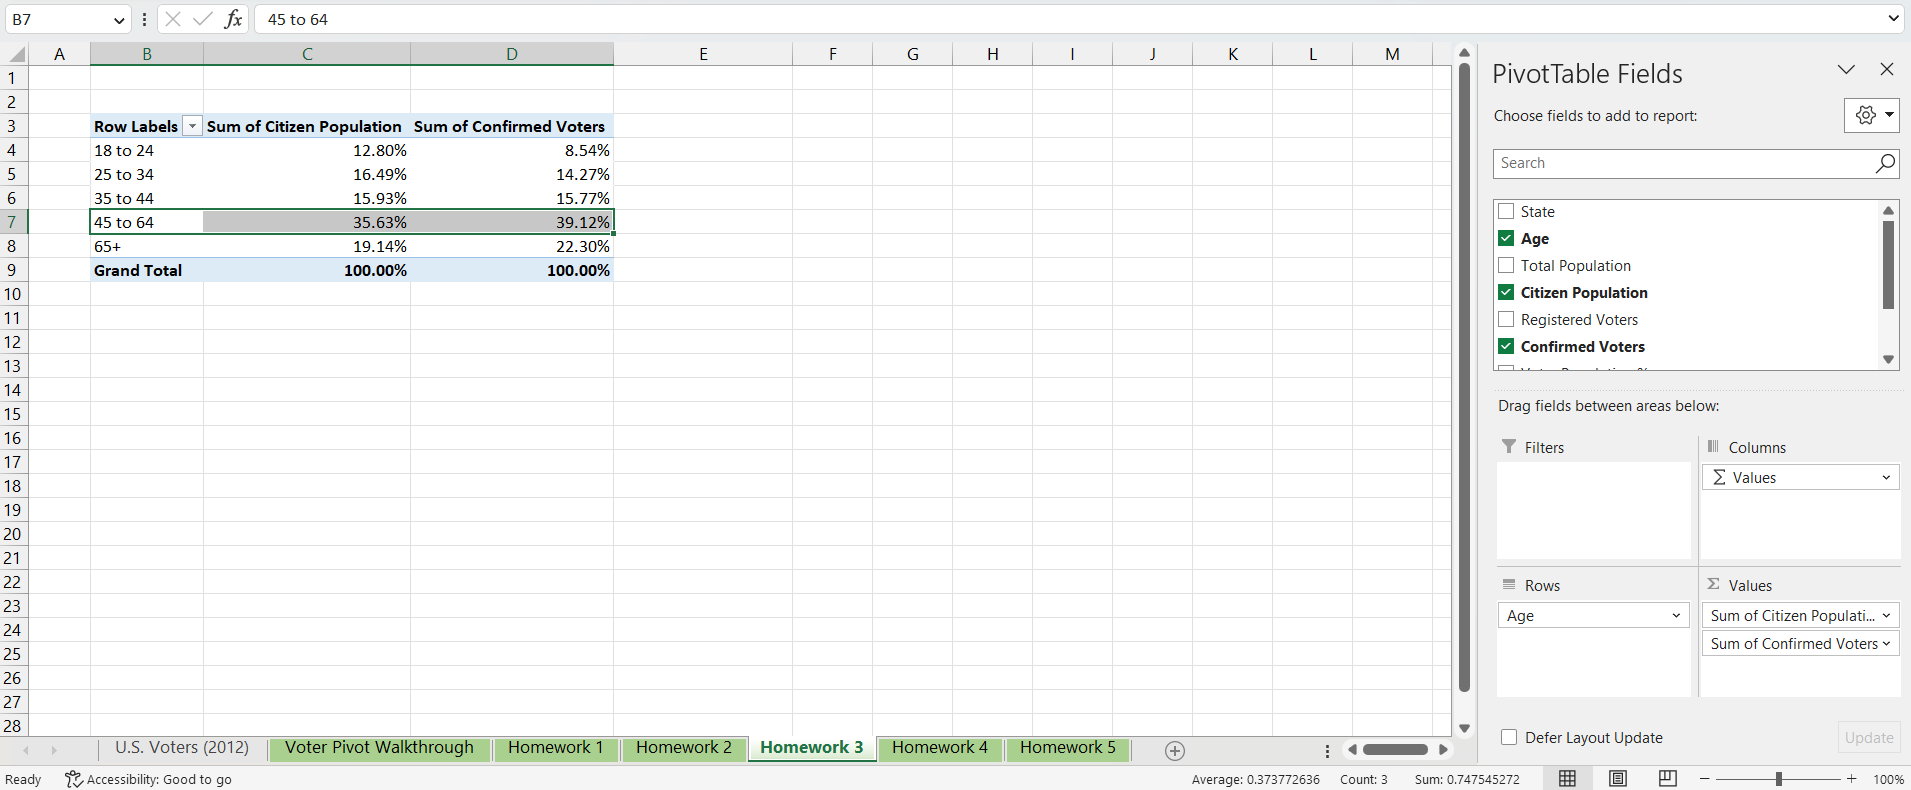 B7 fx 45 to 64
A B C D E F G H I J K L M
1
2
3 Row Labels Sum of Citizen Population Sum of Confirmed Voters
4 18 to 24 12.80% 8.54%
5 25 to 34 16.49% 14.27%
6 35 to 44 15.93% 15.77%
7 45 to 64 35.63% 39.12%
8 65+ 19.14% 22.30%
9 Grand Total 100.00% 100.00%
10
11
12
13
14
15
16
17
18
19
20
21
22
23
24
25
26
27
28
U.S. Voters (2012) Voter Pivot Walkthrough Homework 1 Homework 2 Homework 3 Homework 4 Homework 5
Ready Accessibility: Good to go Average: 0.373772636 Count: 3 Sum: 0.747545272 100%
PivotTable Fields
Choose fields to add to report:
Search
State
Age
Total Population
Citizen Population
Registered Voters
Confirmed Voters
Drag fields between areas below:
Filters
Columns
Σ Values
Rows
Age
Σ Values
Sum of Citizen Populati...
Sum of Confirmed Voters
Defer Layout Update Update